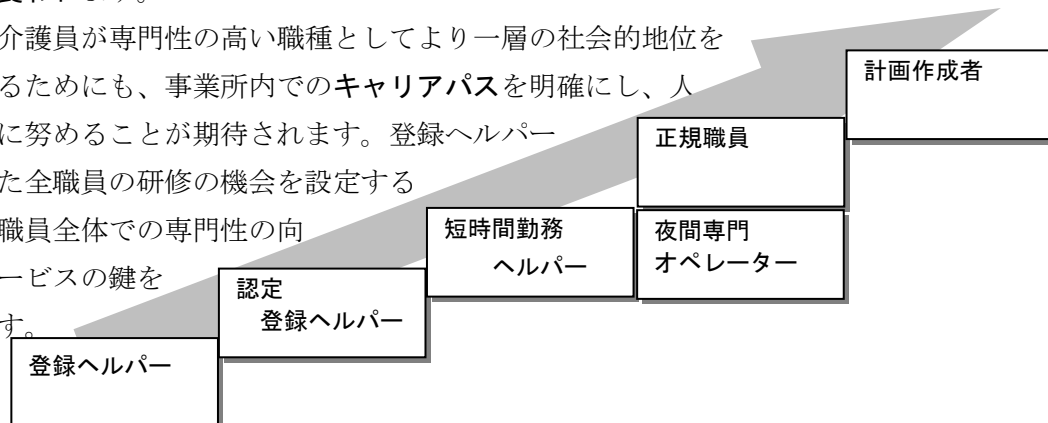 介護員が専門性の高い職種としてより一層の社会的地位を
るためにも、事業所内でのキャリアパスを明確にし、人
に努めることが期待されます。登録ヘルパー
た全職員の研修の機会を設定する
職員全体での専門性の向
ービスの鍵を
す。
計画作成者
正規職員
短時間勤務
ヘルパー
夜間専門
オペレーター
認定
登録ヘルパー
登録ヘルパー